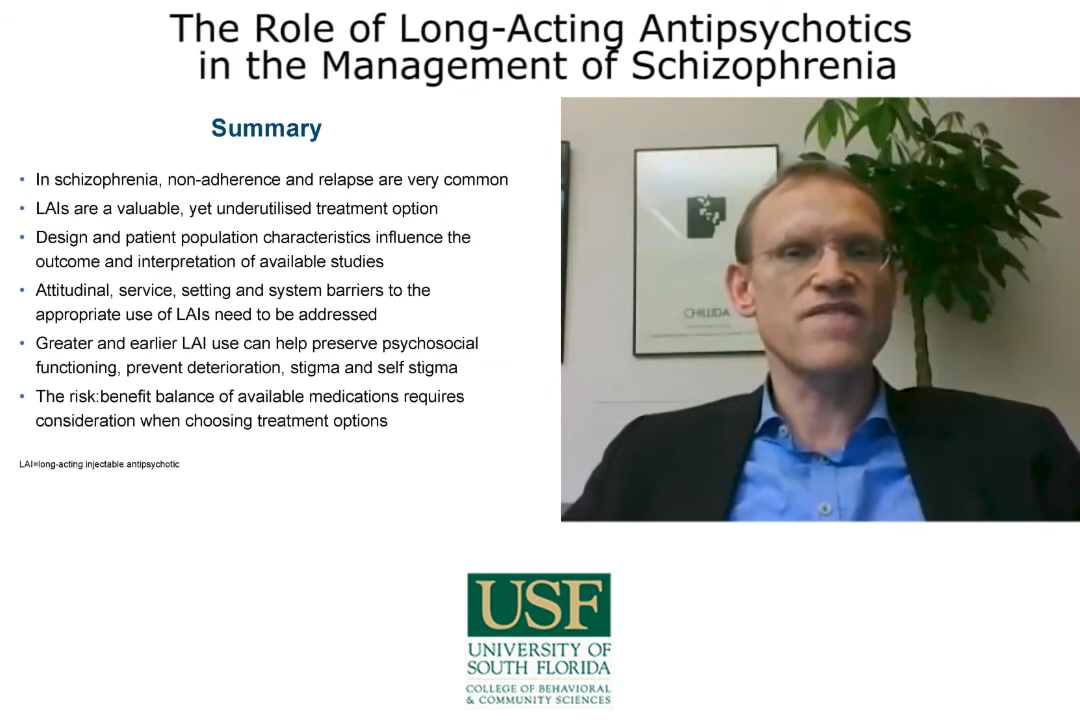 The Role of Long-Acting Antipsychotics
in the Management of Schizophrenia
Summary
• In schizophrenia, non-adherence and relapse are very common
• LAIs are a valuable, yet underutilised treatment option
• Design and patient population characteristics influence the
outcome and interpretation of available studies
• Attitudinal, service, setting and system barriers to the
appropriate use of LAIs need to be addressed
• Greater and earlier LAI use can help preserve psychosocial
functioning, prevent deterioration, stigma and self stigma
• The risk:benefit balance of available medications requires
consideration when choosing treatment options
LAI=long-acting injectable antipsychotic
CHILLIDA
USF
UNIVERSITY OF
SOUTH FLORIDA
COLLEGE OF BEHAVIORAL
& COMMUNITY SCIENCES